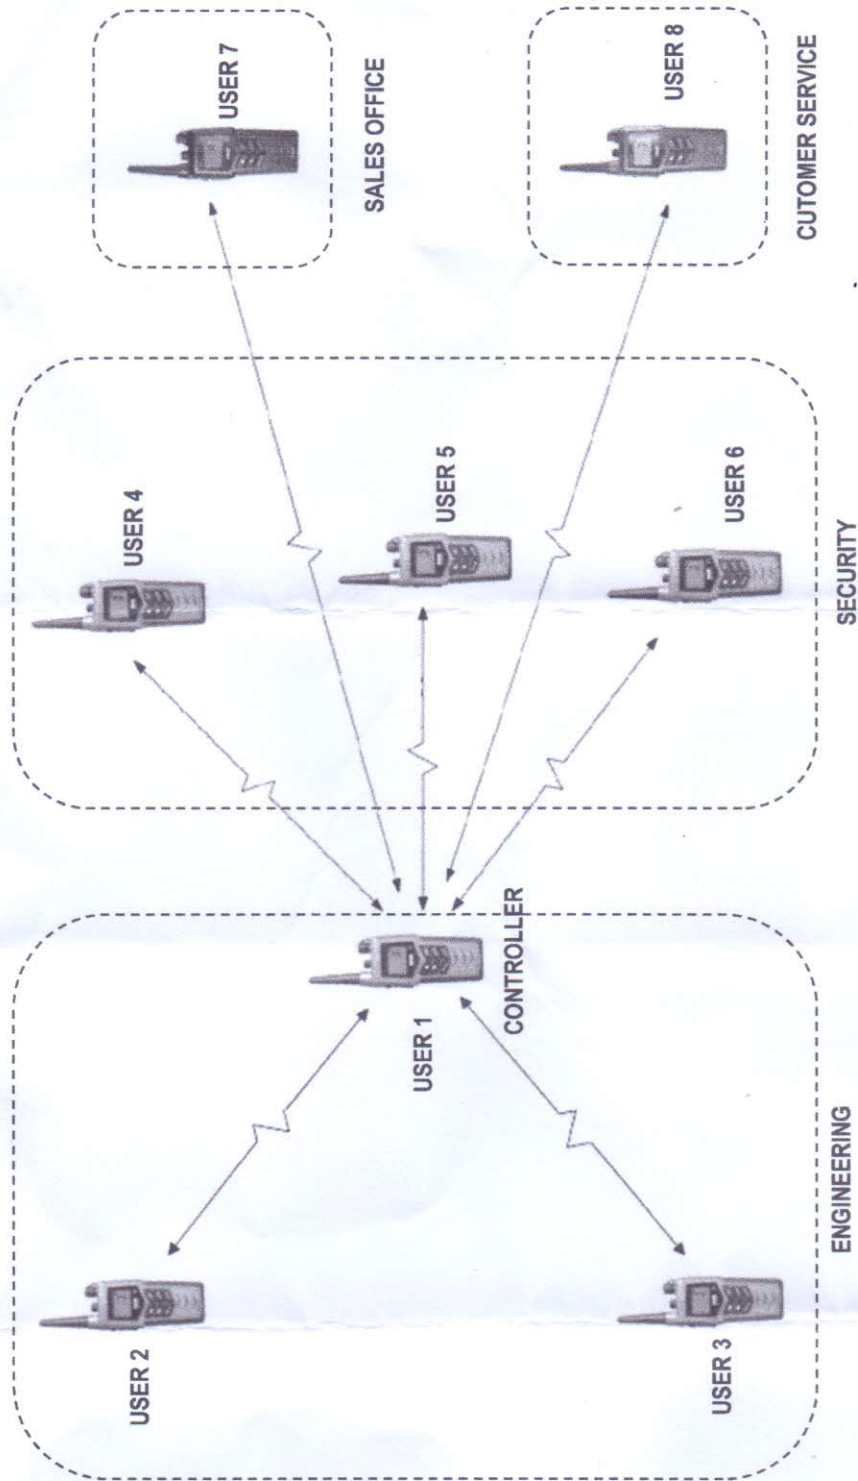 USER 2
USER 3
ENGINEERING
USER 1
CONTROLLER
USER 4
USER 5
USER 6
SECURITY
USER 7
SALES OFFICE
USER 8
CUTOMER SERVICE